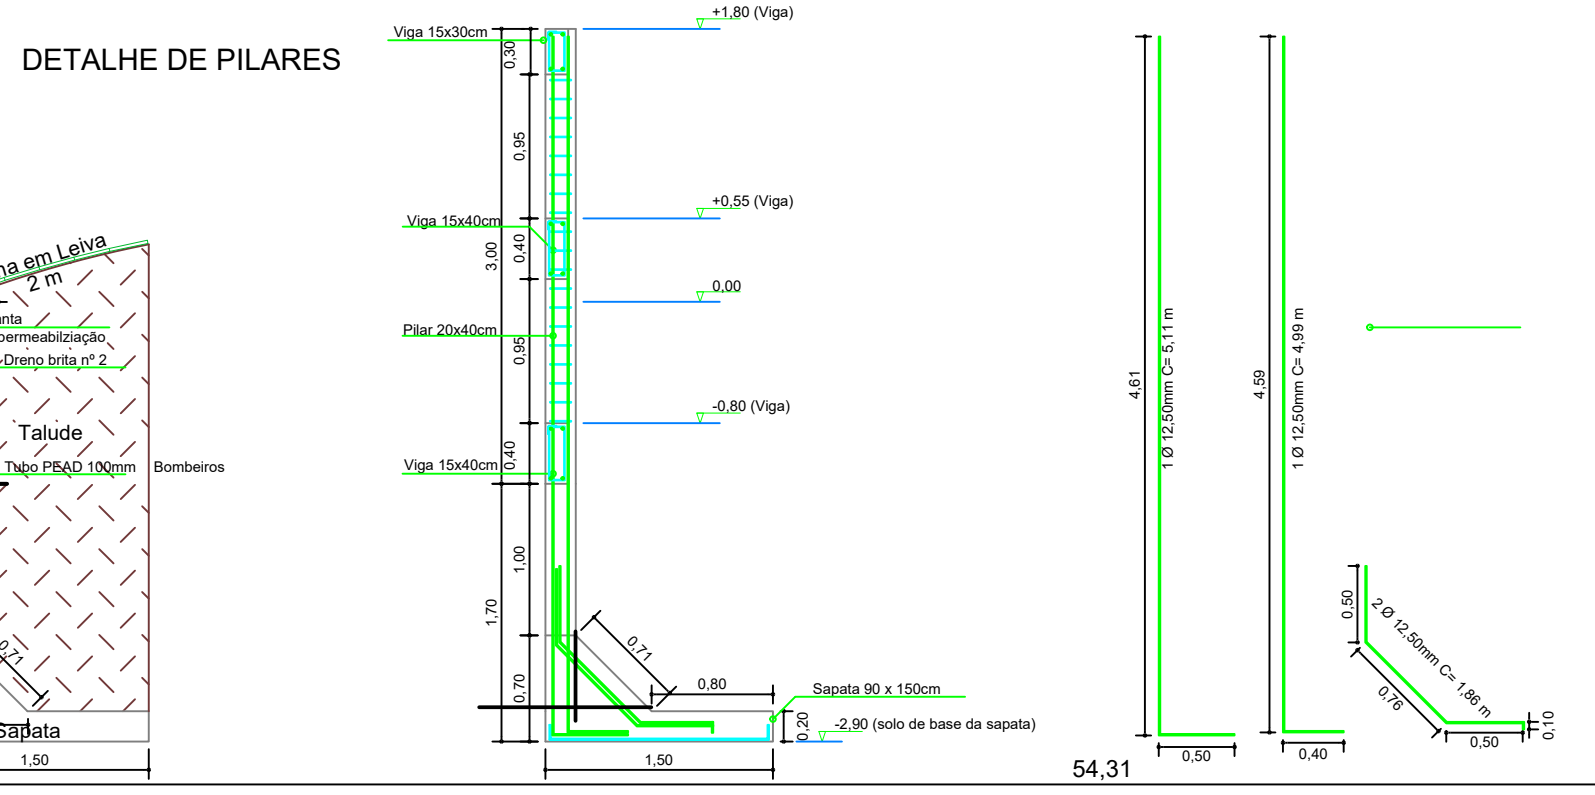 DETALHE DE PILARES
Viga 15x30cm
+1,80 (Viga)
0,30
0,95
+0,55 (Viga)
Viga 15x40cm
3,00
0,40
0,00
Pilar 20x40cm
0,95
-0,80 (Viga)
Viga 15x40cm
0,40
1,00
1,70
0,70
0,71
0,80
Sapata 90 x 150cm
0,20
-2,90 (solo de base da sapata)
1,50
em Leiva
2 m
Dreno brita nº 2
Talude
Tubo PEAD 100mm
Bombeiros
0,71
Sapata
1,50
4,61
1 Ø 12,50mm C= 5,11 m
0,50
4,59
1 Ø 12,50mm C= 4,99 m
0,40
0,50
2 Ø 12,50mm C= 1,86 m
0,76
0,50
0,10
54,31